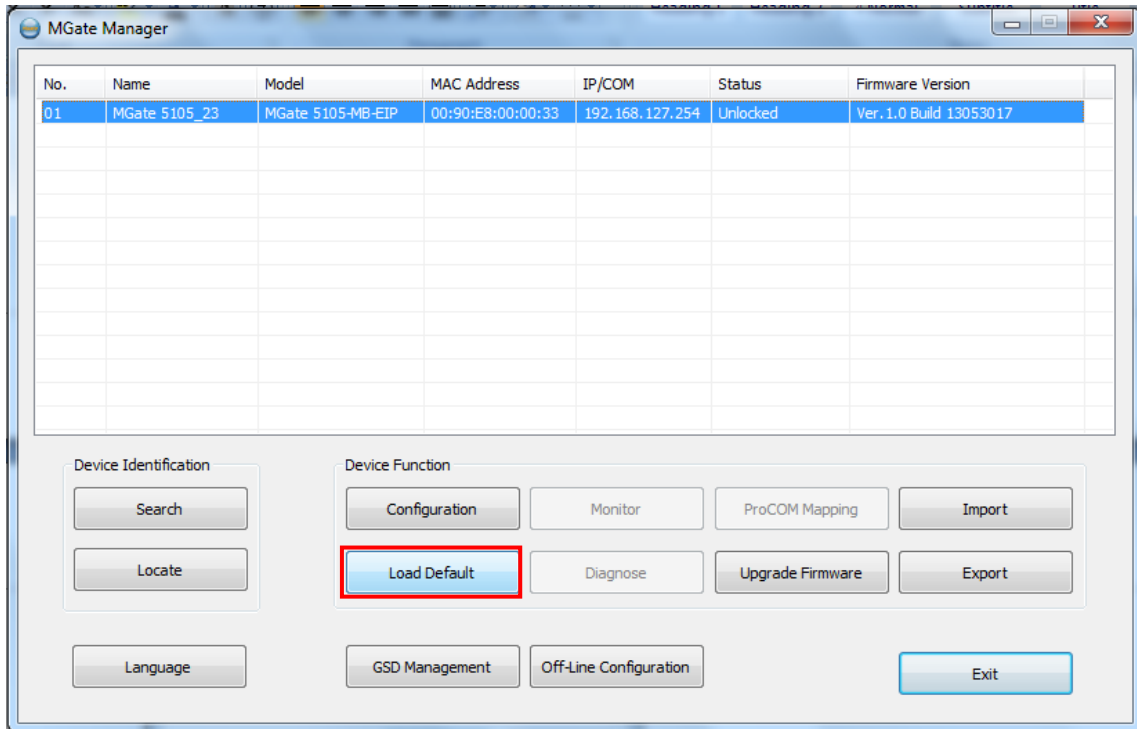 MGate Manager
No. Name Model MAC Address IP/COM Status Firmware Version
01 MGate 5105_23 MGate 5105-MB-EIP 00:90:E8:00:00:33 192.168.127.254 Unlocked Ver.1.0 Build 13053017
Device Identification Device Function
Search Configuration Monitor ProCOM Mapping Import
Locate Load Default Diagnose Upgrade Firmware Export
Language GSD Management Off-Line Configuration Exit